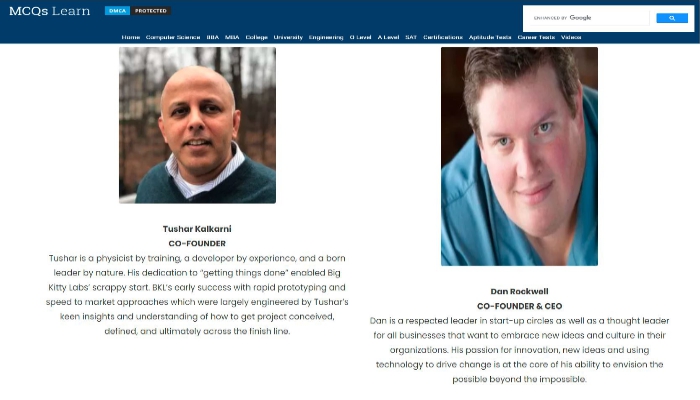 MCQs Learn
DMCA PROTECTED
ENHANCED BY Google
Home Computer Science BBA MBA College University Engineering O Level A Level SAT Certifications Aptitude Tests Career Tests Videos
Tushar Kalkarni
CO-FOUNDER
Tushar is a physicist by training, a developer by experience, and a born
leader by nature. His dedication to “getting things done” enabled Big
Kitty Labs’ scrappy start. BKL’s early success with rapid prototyping and
speed to market approaches which were largely engineered by Tushar’s
keen insights and understanding of how to get project conceived,
defined, and ultimately across the finish line.
Dan Rockwell
CO-FOUNDER & CEO
Dan is a respected leader in start-up circles as well as a thought leader
for all businesses that want to embrace new ideas and culture in their
organizations. His passion for innovation, new ideas and using
technology to drive change is at the core of his ability to envision the
possible beyond the impossible.